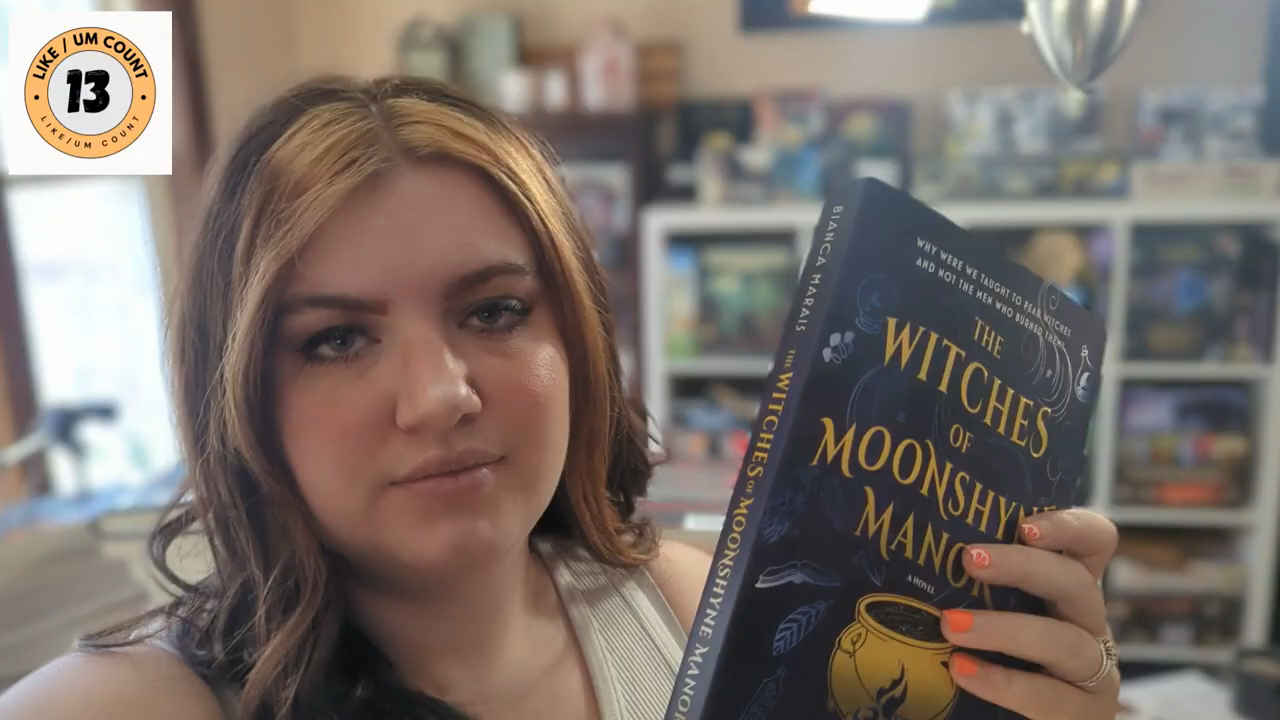 LIKE / UM COUNT
13
LIKE/UM COUNT
BIANCA MARAIS THE WITCHES OF MOONSHYNE MANOR
WHY WERE WE TAUGHT TO FEAR WITCHES
AND NOT THE MEN WHO BURNED THEM?
THE
WITCHES
OF
MOONSHYNE
MANOR
A NOVEL